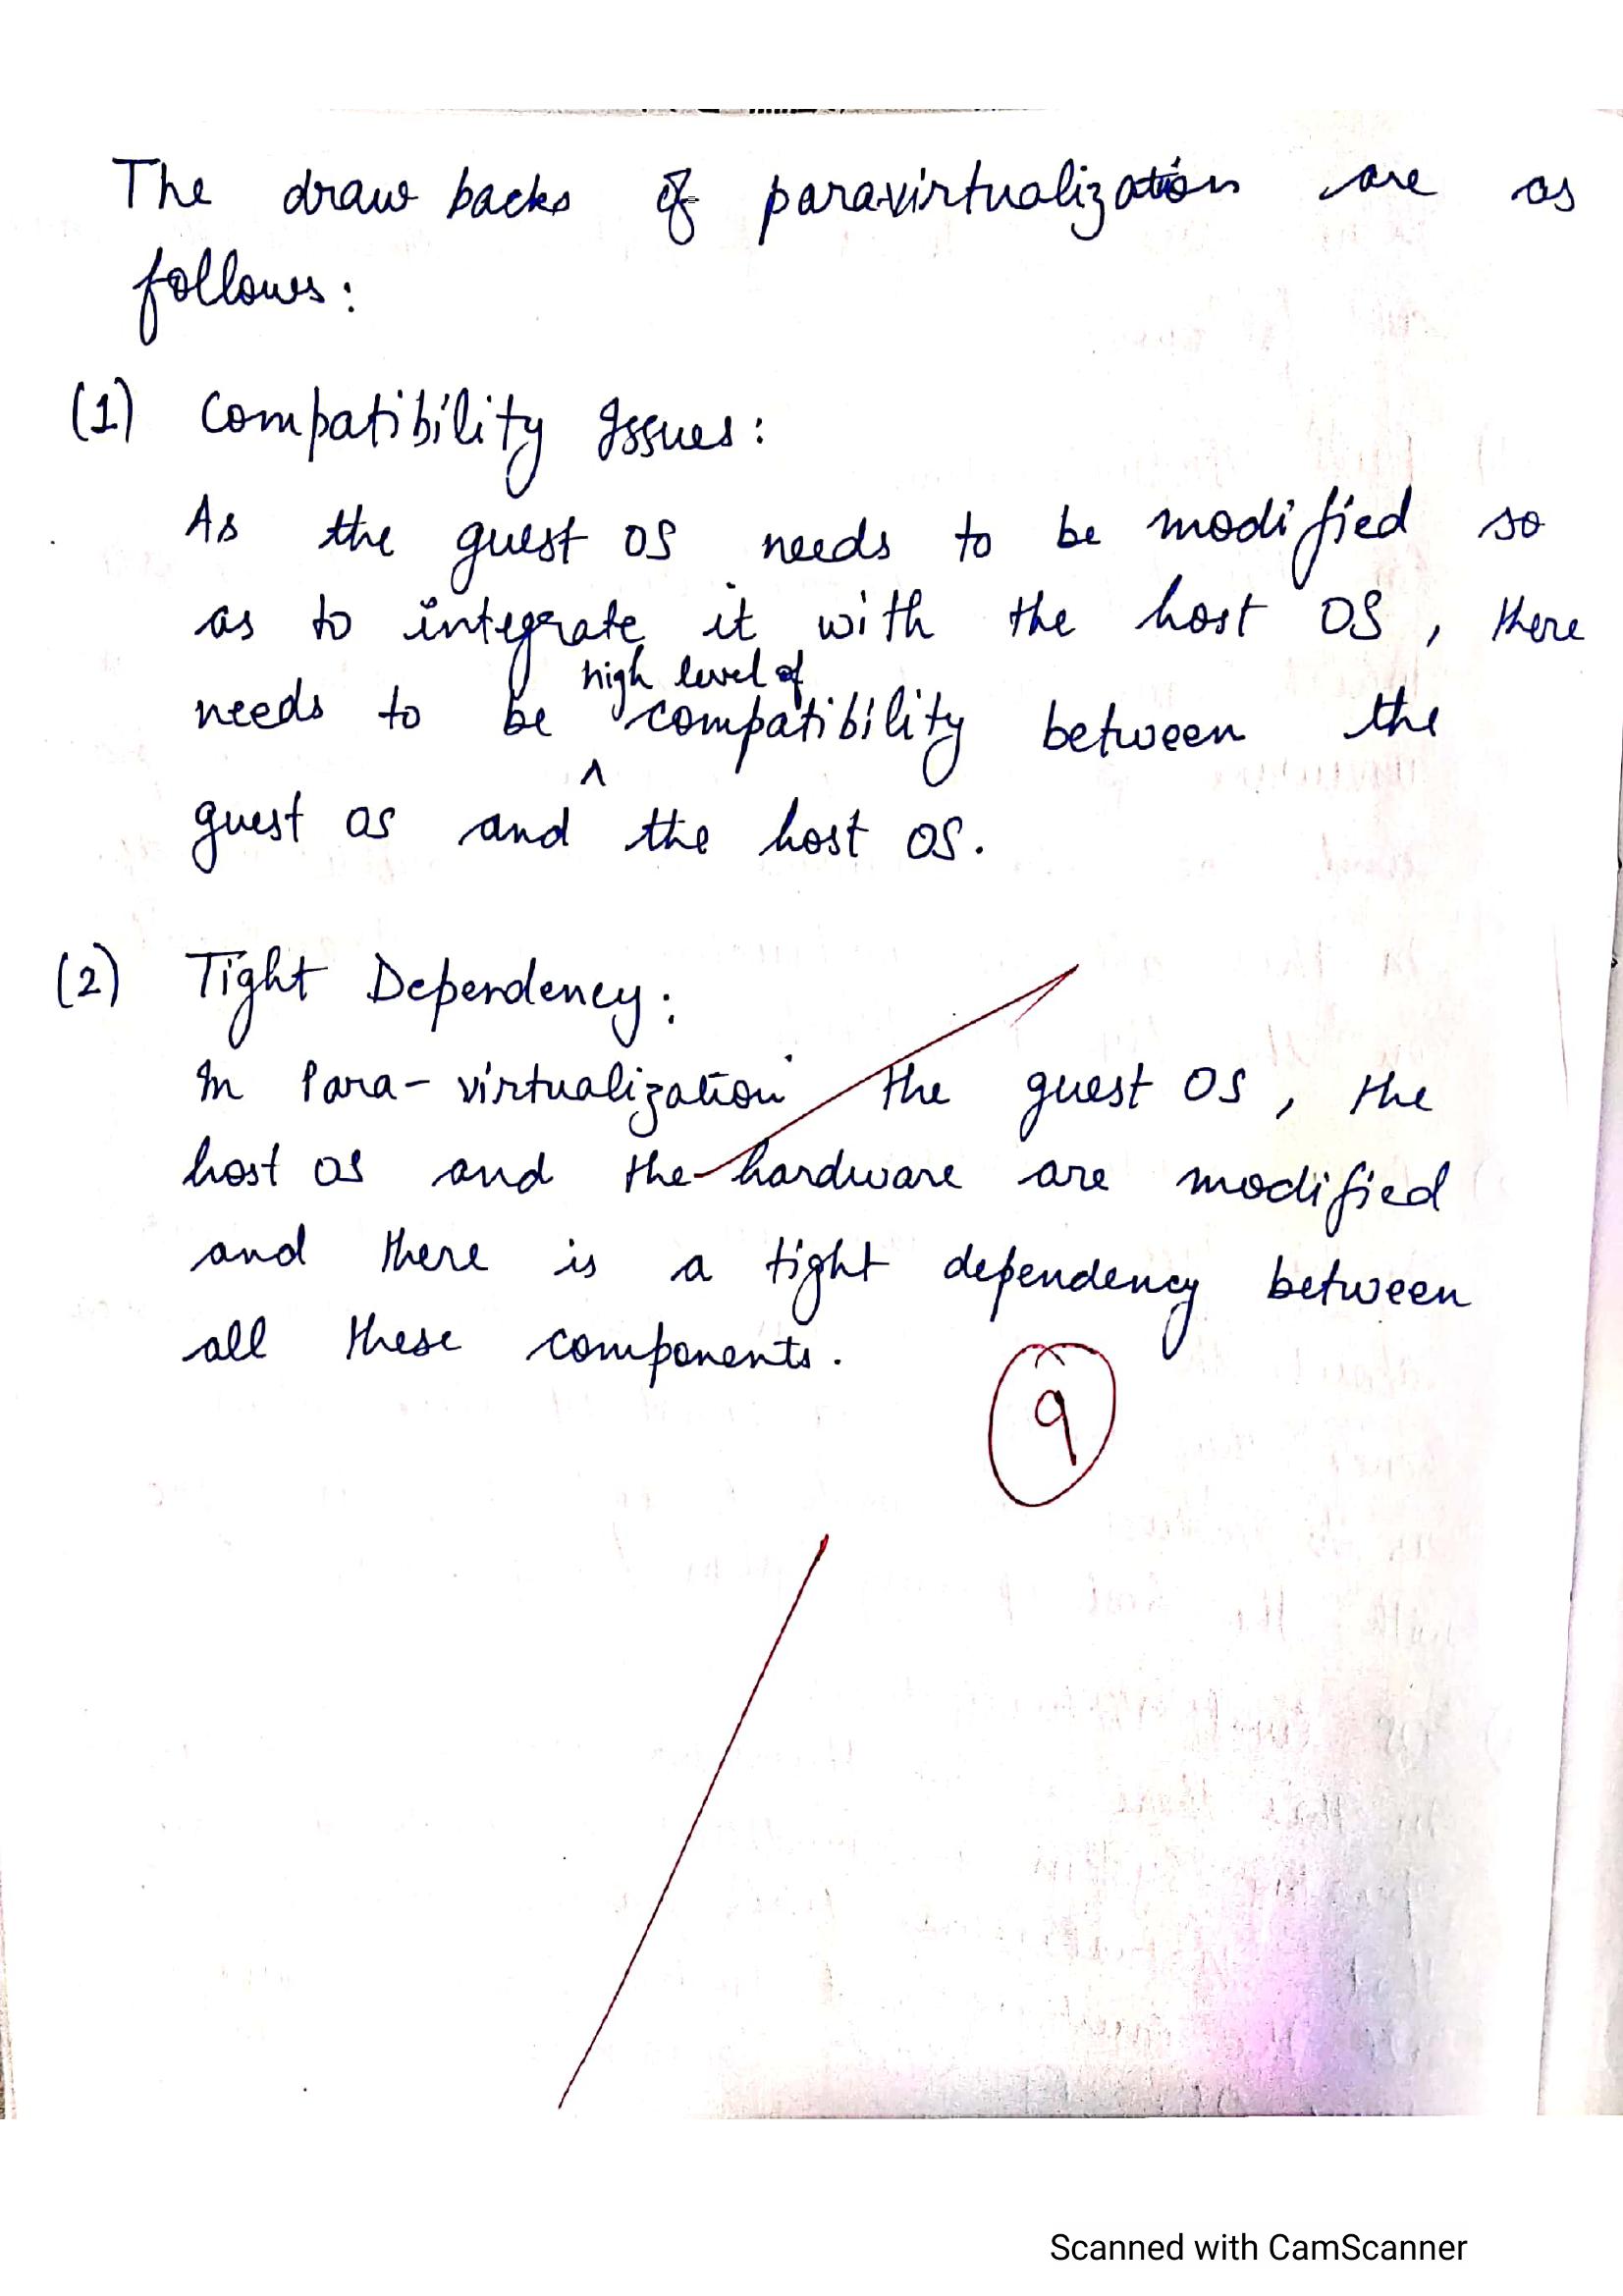 The draw backs of paravirtualization are as
follows:
(1) Compatibility Issues:
As the guest OS needs to be modified so
as to integrate it with the host OS, there
needs to be high level of compatibility between the
guest OS and the host OS.
(2) Tight Dependency:
In Para-virtualization the guest OS, the
host OS and the hardware are modified
and there is a tight dependency between
all these components.
9
Scanned with CamScanner